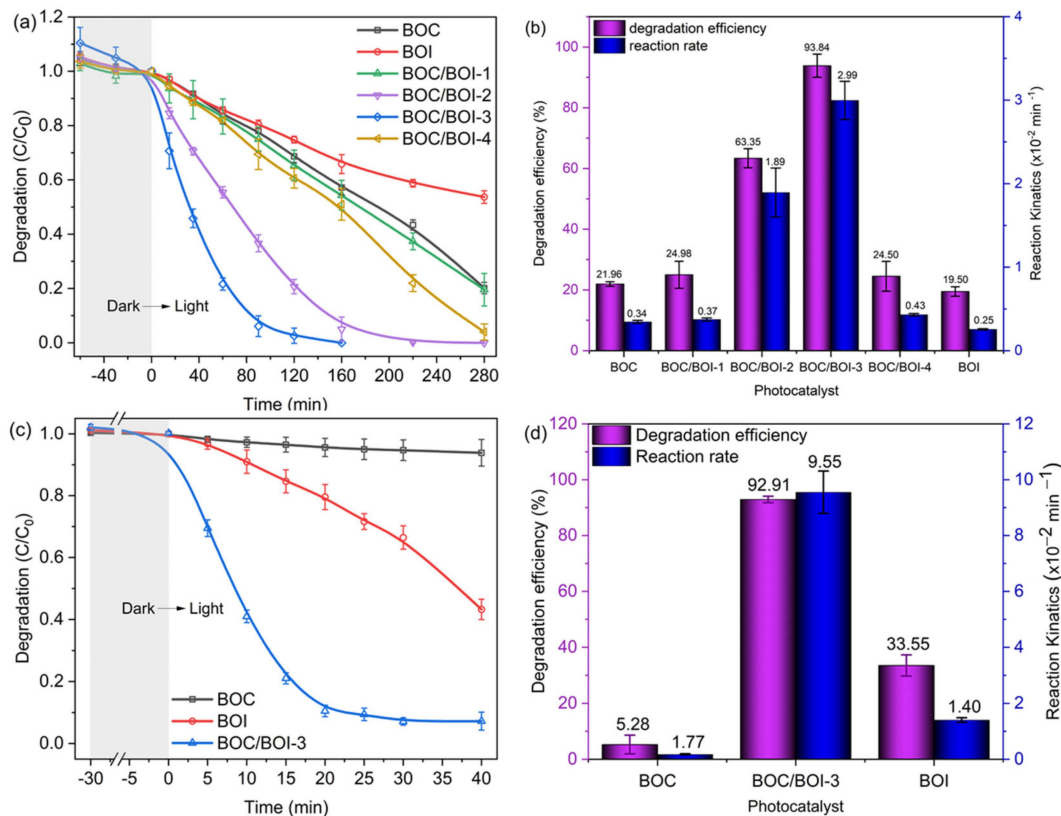 (a)
BOC
BOI
BOC/BOI-1
BOC/BOI-2
BOC/BOI-3
BOC/BOI-4
Degradation (C/C0)
1.2
1.0
0.8
0.6
0.4
0.2
0.0
Dark → Light
-40 0 40 80 120 160 200 240 280
Time (min)
(b)
degradation efficiency
reaction rate
Degradation efficiency (%)
100
80
60
40
20
0
21.96
0.34
24.98
0.37
63.35
1.89
93.84
2.99
24.50
0.43
19.50
0.25
4
3
2
1
0
Reaction Kinetics (x10-2 min -1)
BOC BOC/BOI-1 BOC/BOI-2 BOC/BOI-3 BOC/BOI-4 BOI
Photocatalyst
(c)
Degradation (C/C0)
1.0
0.8
0.6
0.4
0.2
0.0
Dark → Light
BOC
BOI
BOC/BOI-3
-30 -5 0 5 10 15 20 25 30 35 40
Time (min)
(d)
Degradation efficiency
Reaction rate
Degradation efficiency (%)
120
100
80
60
40
20
0
5.28
1.77
92.91
9.55
33.55
1.40
12
10
8
6
4
2
0
Reaction Kinatics (x10−2 min −1)
BOC BOC/BOI-3 BOI
Photocatalyst